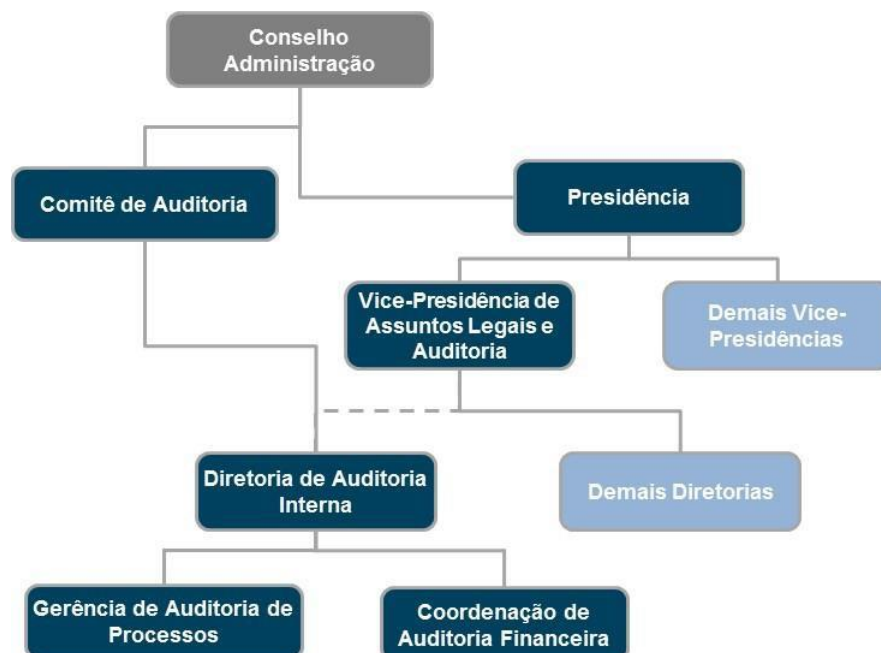 Conselho
Administração
Comitê de Auditoria
Presidência
Vice-Presidência de
Assuntos Legais e
Auditoria
Demais Vice-
Presidências
Diretoria de Auditoria
Interna
Demais Diretorias
Gerência de Auditoria de
Processos
Coordenação de
Auditoria Financeira